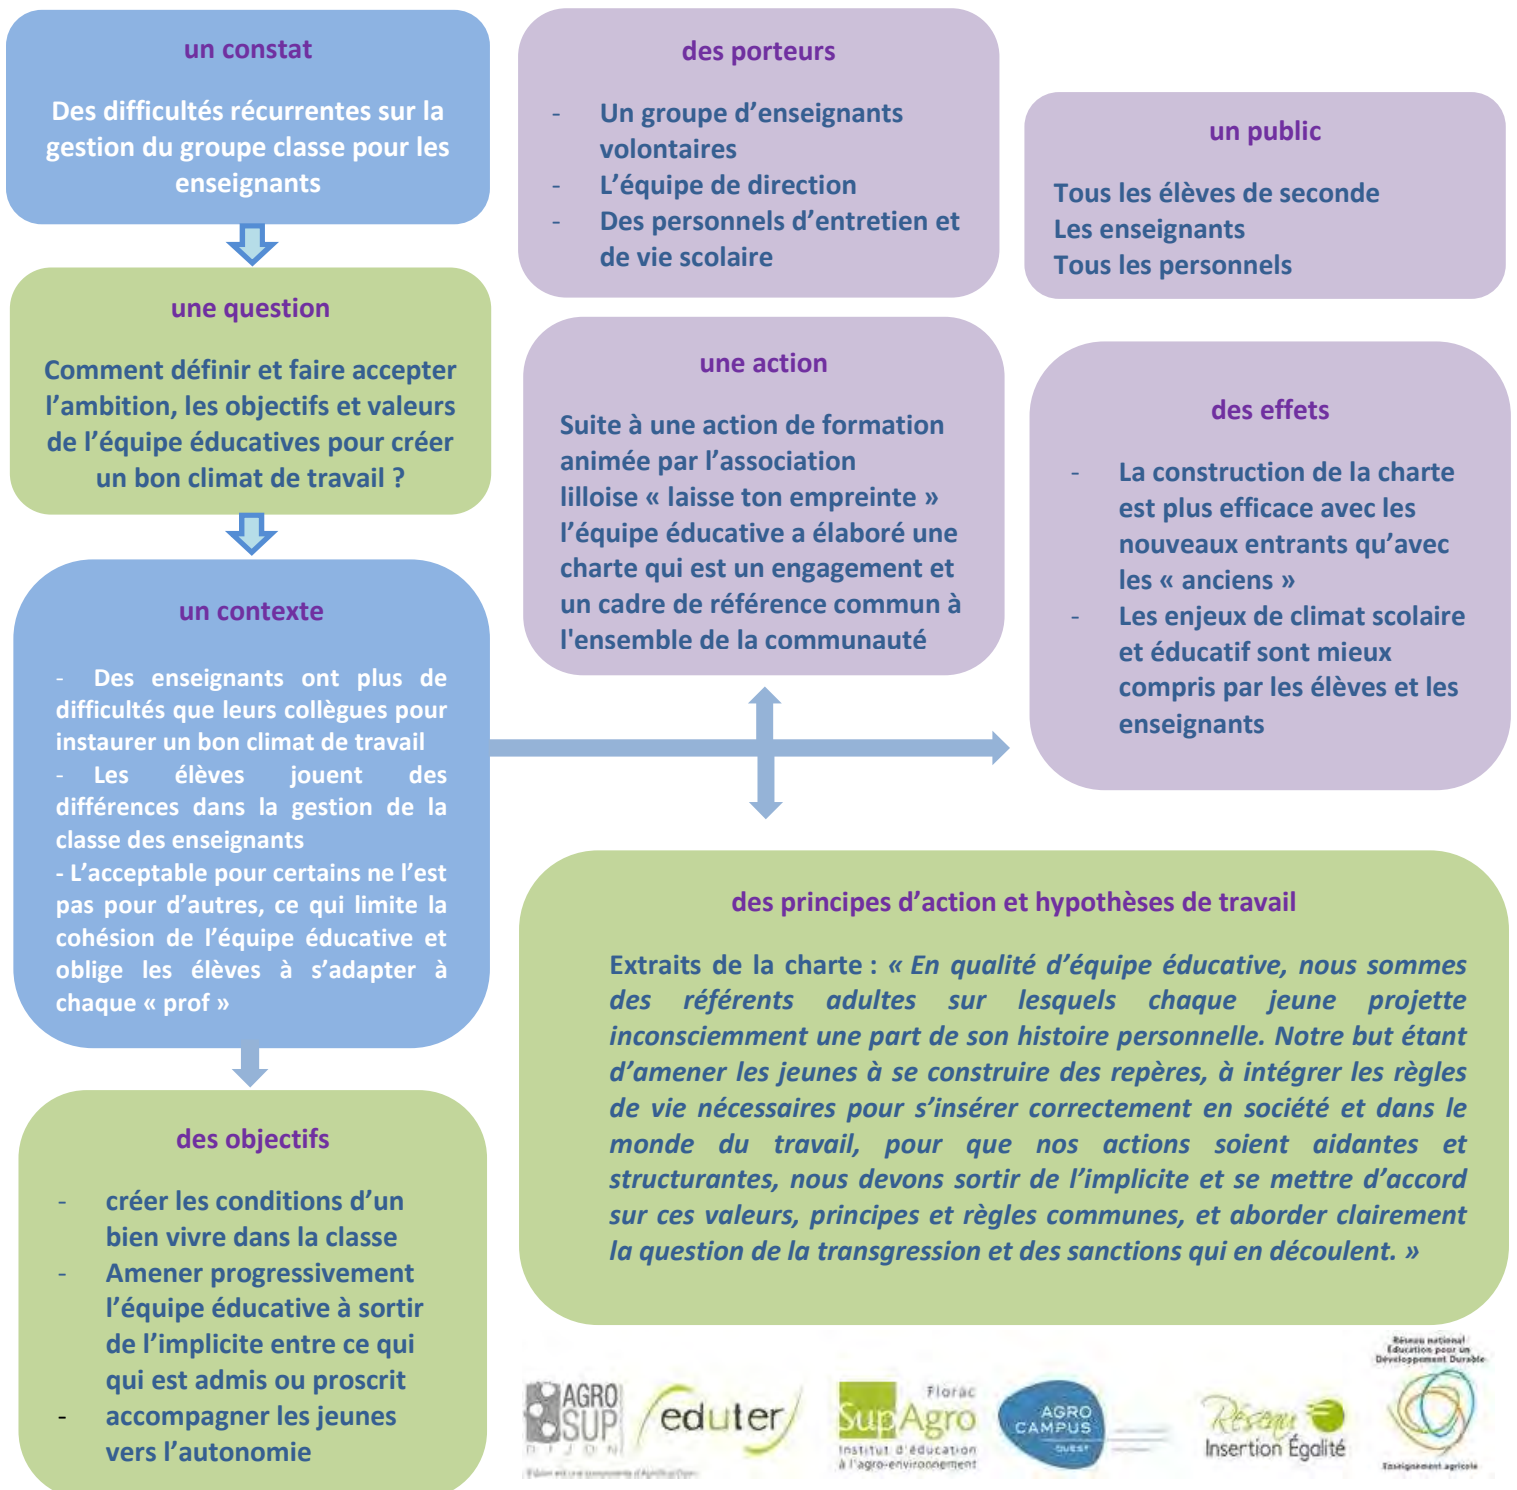 un constat
Des difficultés récurrentes sur la
gestion du groupe classe pour les
enseignants
une question
Comment définir et faire accepter
l’ambition, les objectifs et valeurs
de l’équipe éducatives pour créer
un bon climat de travail ?
un contexte
- Des enseignants ont plus de
difficultés que leurs collègues pour
instaurer un bon climat de travail
- Les élèves jouent des
différences dans la gestion de la
classe des enseignants
- L’acceptable pour certains ne l’est
pas pour d’autres, ce qui limite la
cohésion de l’équipe éducative et
oblige les élèves à s’adapter à
chaque « prof »
des objectifs
- créer les conditions d’un
bien vivre dans la classe
- Amener progressivement
l’équipe éducative à sortir
de l’implicite entre ce qui
qui est admis ou proscrit
- accompagner les jeunes
vers l’autonomie
des porteurs
- Un groupe d’enseignants
volontaires
- L’équipe de direction
- Des personnels d’entretien et
de vie scolaire
un public
Tous les élèves de seconde
Les enseignants
Tous les personnels
une action
Suite à une action de formation
animée par l’association
lilloise « laisse ton empreinte »
l’équipe éducative a élaboré une
charte qui est un engagement et
un cadre de référence commun à
l'ensemble de la communauté
des effets
- La construction de la charte
est plus efficace avec les
nouveaux entrants qu’avec
les « anciens »
- Les enjeux de climat scolaire
et éducatif sont mieux
compris par les élèves et les
enseignants
des principes d’action et hypothèses de travail
Extraits de la charte : « En qualité d’équipe éducative, nous sommes
des référents adultes sur lesquels chaque jeune projette
inconsciemment une part de son histoire personnelle. Notre but étant
d’amener les jeunes à se construire des repères, à intégrer les règles
de vie nécessaires pour s’insérer correctement en société et dans le
monde du travail, pour que nos actions soient aidantes et
structurantes, nous devons sortir de l’implicite et se mettre d’accord
sur ces valeurs, principes et règles communes, et aborder clairement
la question de la transgression et des sanctions qui en découlent. »
AGRO
SUP
DIJON
eduter
Florac
SupAgro
Institut d'éducation
à l'agro-environnement
AGRO
CAMPUS
OUEST
Réseau
Insertion Égalité
Réseau national
Éducation pour un
Développement Durable
Enseignement agricole